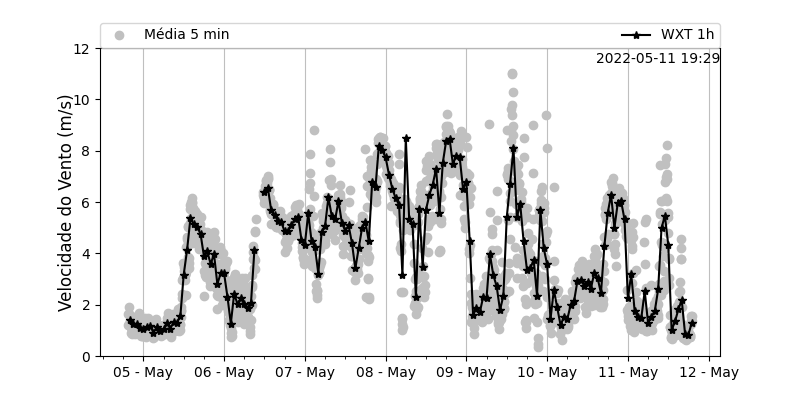 Média 5 min
WXT 1h
2022-05-11 19:29
Velocidade do Vento (m/s)
12
10
8
6
4
2
0
05 - May 06 - May 07 - May 08 - May 09 - May 10 - May 11 - May 12 - May